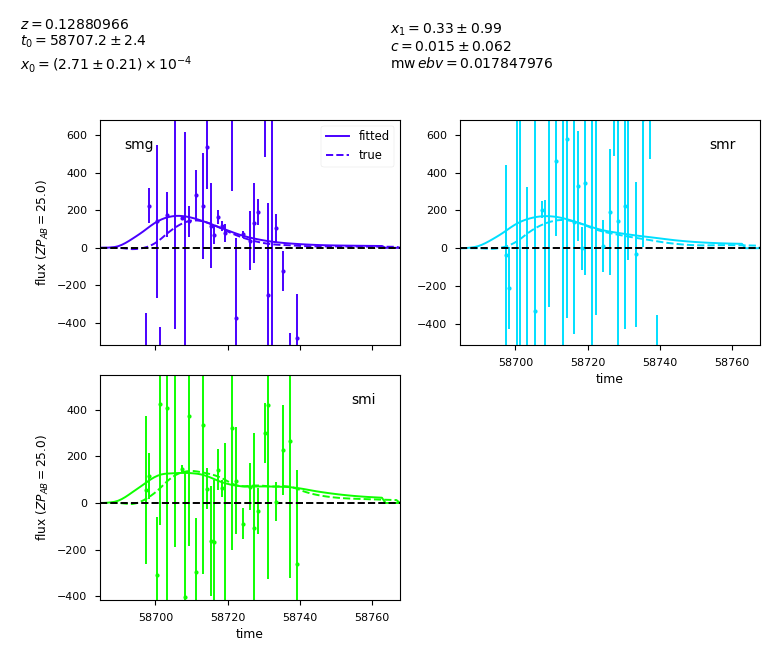 z = 0.12880966
t0 = 58707.2 ± 2.4
x0 = (2.71 ± 0.21) × 10^−4
x1 = 0.33 ± 0.99
c = 0.015 ± 0.062
mw ebv = 0.017847976
smg
fitted
true
600
400
200
0
−200
−400
flux (ZP_AB = 25.0)
smr
600
400
200
0
−200
−400
58700 58720 58740 58760
time
smi
400
200
0
−200
−400
flux (ZP_AB = 25.0)
58700 58720 58740 58760
time